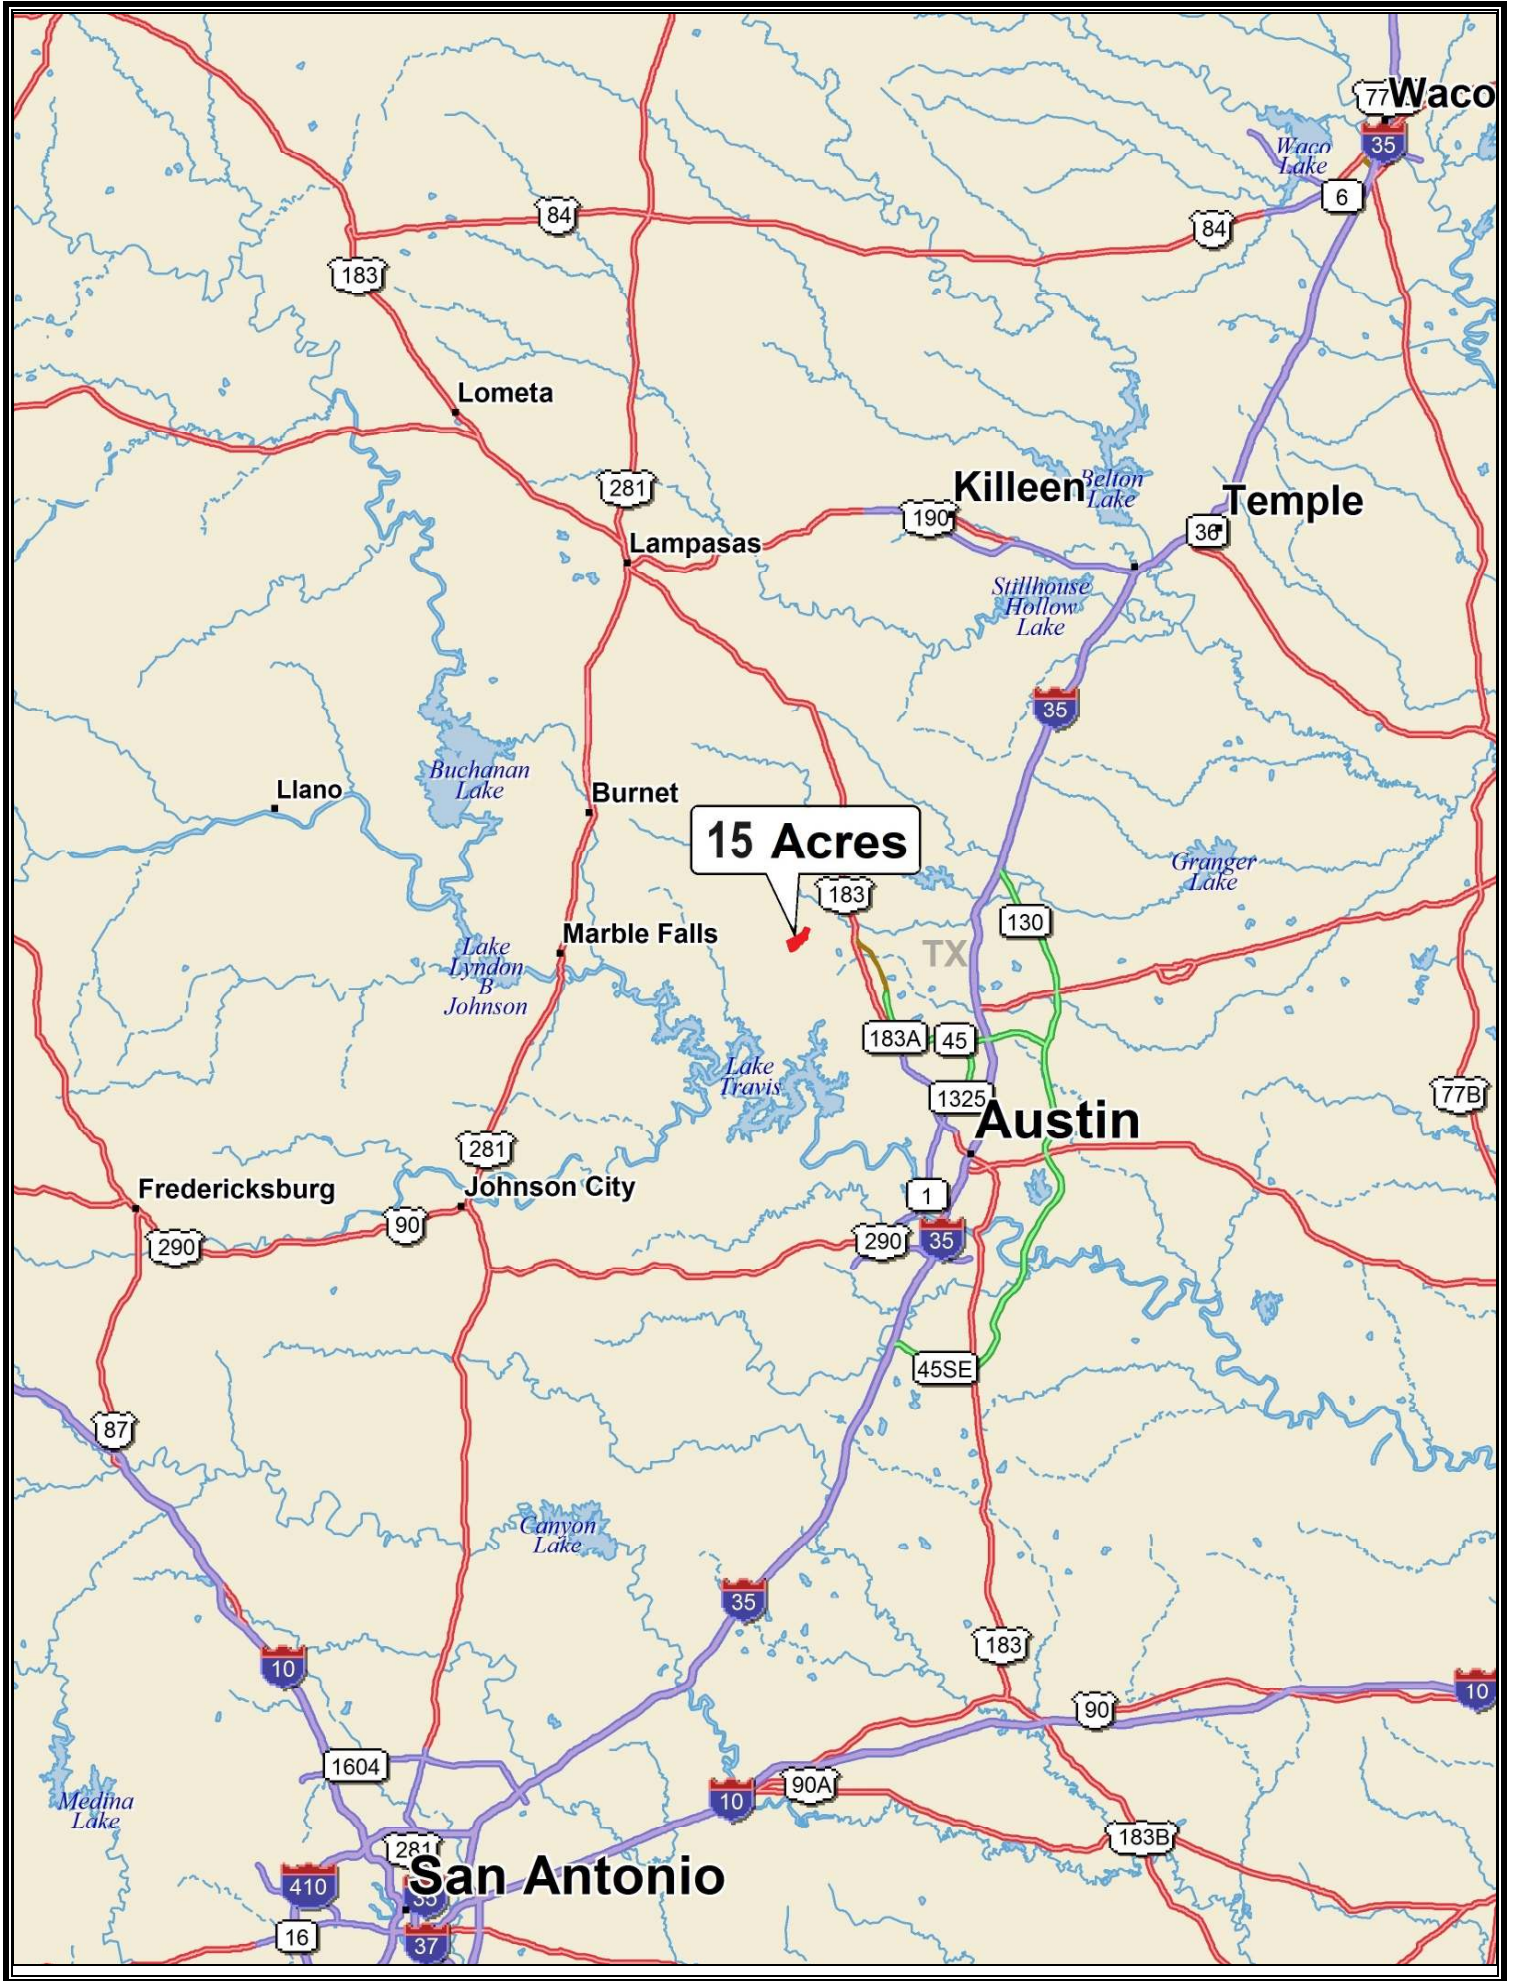 77
Waco
Waco
Lake
35
6
84
84
183
Lometa
281
Killeen
Belton
Lake
Temple
190
36
Lampasas
Stillhouse
Hollow
Lake
35
Buchanan
Lake
Llano
Burnet
15 Acres
Granger
Lake
183
130
Marble Falls
TX
Lake
Lyndon
B
Johnson
183A
45
Lake
Travis
1325
77B
Austin
281
Fredericksburg
Johnson City
1
90
290
290
35
45SE
87
Canyon
Lake
35
183
10
10
90
1604
90A
10
Medina
Lake
183B
281
San Antonio
410
35
16
37